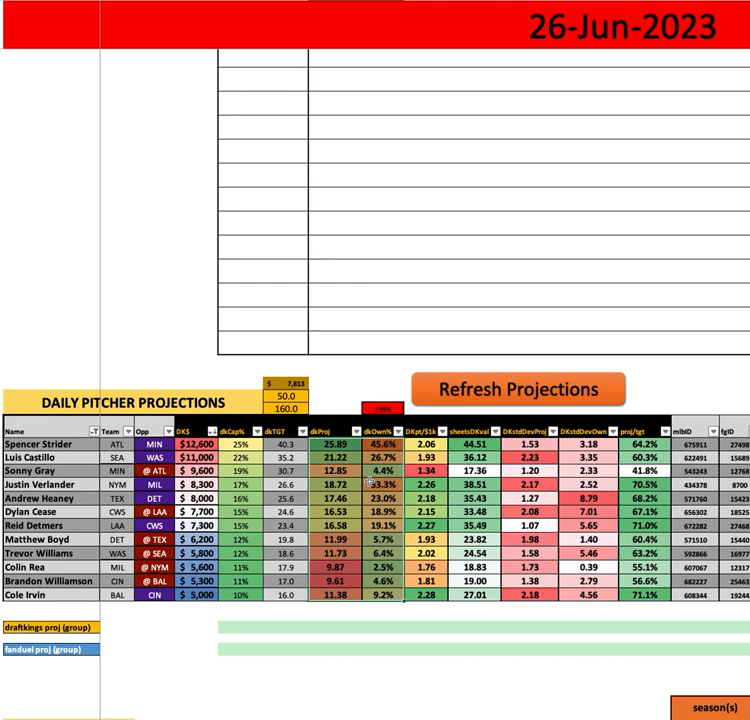 26-Jun-2023
$ 7,813
50.0
DAILY PITCHER PROJECTIONS
160.0
Refresh Projections
Name Team Opp DK$ dkCap% dkTGT dkProj dkOwn% DKpt/$1k sheetsDKval DKstdDevProj DKstdDevOwn proj/tgt mlbID fgID
Spencer Strider ATL MIN $12,600 25% 40.3 25.89 45.6% 2.06 44.51 1.53 3.18 64.2% 675911 27498
Luis Castillo SEA WAS $11,000 22% 35.2 21.22 26.7% 1.93 36.12 2.23 3.35 60.3% 622491 15689
Sonny Gray MIN @ ATL $ 9,600 19% 30.7 12.85 4.4% 1.34 17.36 1.20 2.33 41.8% 543243 12768
Justin Verlander NYM MIL $ 8,300 17% 26.6 18.72 3.3% 2.26 38.51 2.17 2.52 70.5% 434378 8700
Andrew Heaney TEX DET $ 8,000 16% 25.6 17.46 23.0% 2.18 35.43 1.27 8.79 68.2% 571760 15423
Dylan Cease CWS @ LAA $ 7,700 15% 24.6 16.53 18.9% 2.15 33.48 2.08 7.01 67.1% 656302 18525
Reid Detmers LAA CWS $ 7,300 15% 23.4 16.58 19.1% 2.27 35.49 1.07 5.65 71.0% 672282 27468
Matthew Boyd DET @ TEX $ 6,200 12% 19.8 11.99 5.7% 1.93 23.82 1.98 1.40 60.4% 571510 15440
Trevor Williams WAS @ SEA $ 5,800 12% 18.6 11.73 6.4% 2.02 24.54 1.58 5.46 63.2% 592866 16977
Colin Rea MIL @ NYM $ 5,600 11% 17.9 9.87 2.5% 1.76 18.83 1.73 0.39 55.1% 607067 12317
Brandon Williamson CIN @ BAL $ 5,300 11% 17.0 9.61 4.6% 1.81 19.00 1.38 2.79 56.6% 682227 26063
Cole Irvin BAL CIN $ 5,000 10% 16.0 11.38 9.2% 2.28 27.01 2.18 4.56 71.1% 608344 19244
draftkings proj (group)
fanduel proj (group)
season(s)